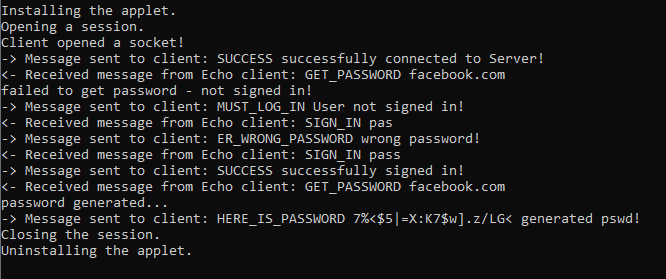 Installing the applet.
Opening a session.
Client opened a socket!
-> Message sent to client: SUCCESS successfully connected to Server!
<- Received message from Echo client: GET_PASSWORD facebook.com
failed to get password - not signed in!
-> Message sent to client: MUST_LOG_IN User not signed in!
<- Received message from Echo client: SIGN_IN pas
-> Message sent to client: ER_WRONG_PASSWORD wrong password!
<- Received message from Echo client: SIGN_IN pass
-> Message sent to client: SUCCESS successfully signed in!
<- Received message from Echo client: GET_PASSWORD facebook.com
password generated...
-> Message sent to client: HERE_IS_PASSWORD 7%<$5|=X:K7$w].z/LG< generated pswd!
Closing the session.
Uninstalling the applet.